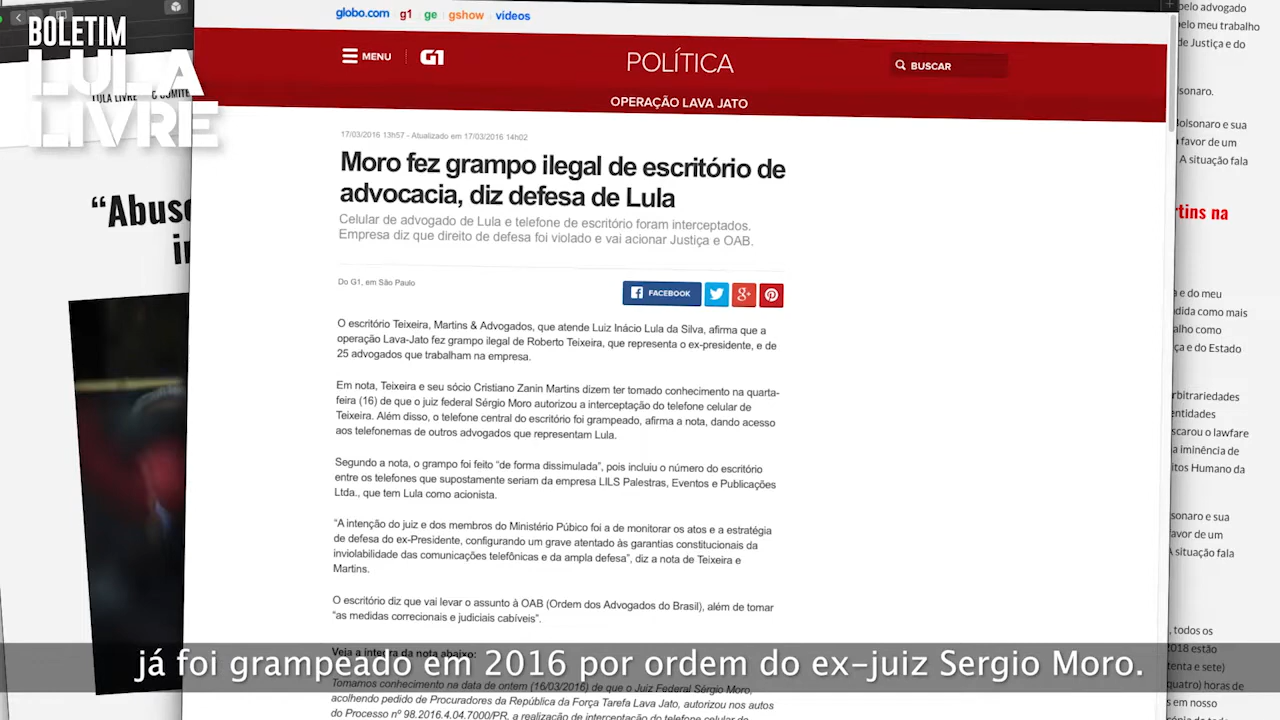 BOLETIM
LULA
LIVRE
globo.com g1 ge gshow vídeos
MENU G1
POLÍTICA
BUSCAR
OPERAÇÃO LAVA JATO
17/03/2016 13h57 - Atualizado em 17/03/2016 14h02
Moro fez grampo ilegal de escritório de
advocacia, diz defesa de Lula
Celular de advogado de Lula e telefone de escritório foram interceptados.
Empresa diz que direito de defesa foi violado e vai acionar Justiça e OAB.
Do G1, em São Paulo
FACEBOOK
O escritório Teixeira, Martins & Advogados, que atende Luiz Inácio Lula da Silva, afirma que a
operação Lava-Jato fez grampo ilegal de Roberto Teixeira, que representa o ex-presidente, e de
25 advogados que trabalham na empresa.
Em nota, Teixeira e seu sócio Cristiano Zanin Martins dizem ter tomado conhecimento na quarta-
feira (16) de que o juiz federal Sérgio Moro autorizou a interceptação do telefone celular de
Teixeira. Além disso, o telefone central do escritório foi grampeado, afirma a nota, dando acesso
aos telefonemas de outros advogados que representam Lula.
Segundo a nota, o grampo foi feito “de forma dissimulada”, pois incluiu o número do escritório
entre os telefones que supostamente seriam da empresa LILS Palestras, Eventos e Publicações
Ltda., que tem Lula como acionista.
“A intenção do juiz e dos membros do Ministério Púbico foi a de monitorar os atos e a estratégia
de defesa do ex-Presidente, configurando um grave atentado às garantias constitucionais da
inviolabilidade das comunicações telefônicas e da ampla defesa”, diz a nota de Teixeira e
Martins.
O escritório diz que vai levar o assunto à OAB (Ordem dos Advogados do Brasil), além de tomar
“as medidas correcionais e judiciais cabíveis”.
Veja a íntegra da nota abaixo:
Tomamos conhecimento na data de ontem (16/03/2016) de que o Juiz Federal Sérgio Moro,
acolhendo pedido de Procuradores da República da Força Tarefa Lava Jato, autorizou nos autos
do Processo nº 98.2016.4.04.7000/PR, a realização de interceptação do telefone celular do
já foi grampeado em 2016 por ordem do ex-juiz Sergio Moro.
“Abuso
in
pelo advogado
pelo meu trabalho
de Justiça e do
lsonaro.
Bolsonaro e sua
a favor de um
A situação fala
rtins na
a e do meu
ndida como mais
alho como
ça e do Estado
rbitrariedades
entidades
scarou o lawfare
a iminência de
tos Humano da
sonaro e sua
avor de um
situação fala
, todos os
2018 estão
tenta e sete)
quatro) horas de
em nosso